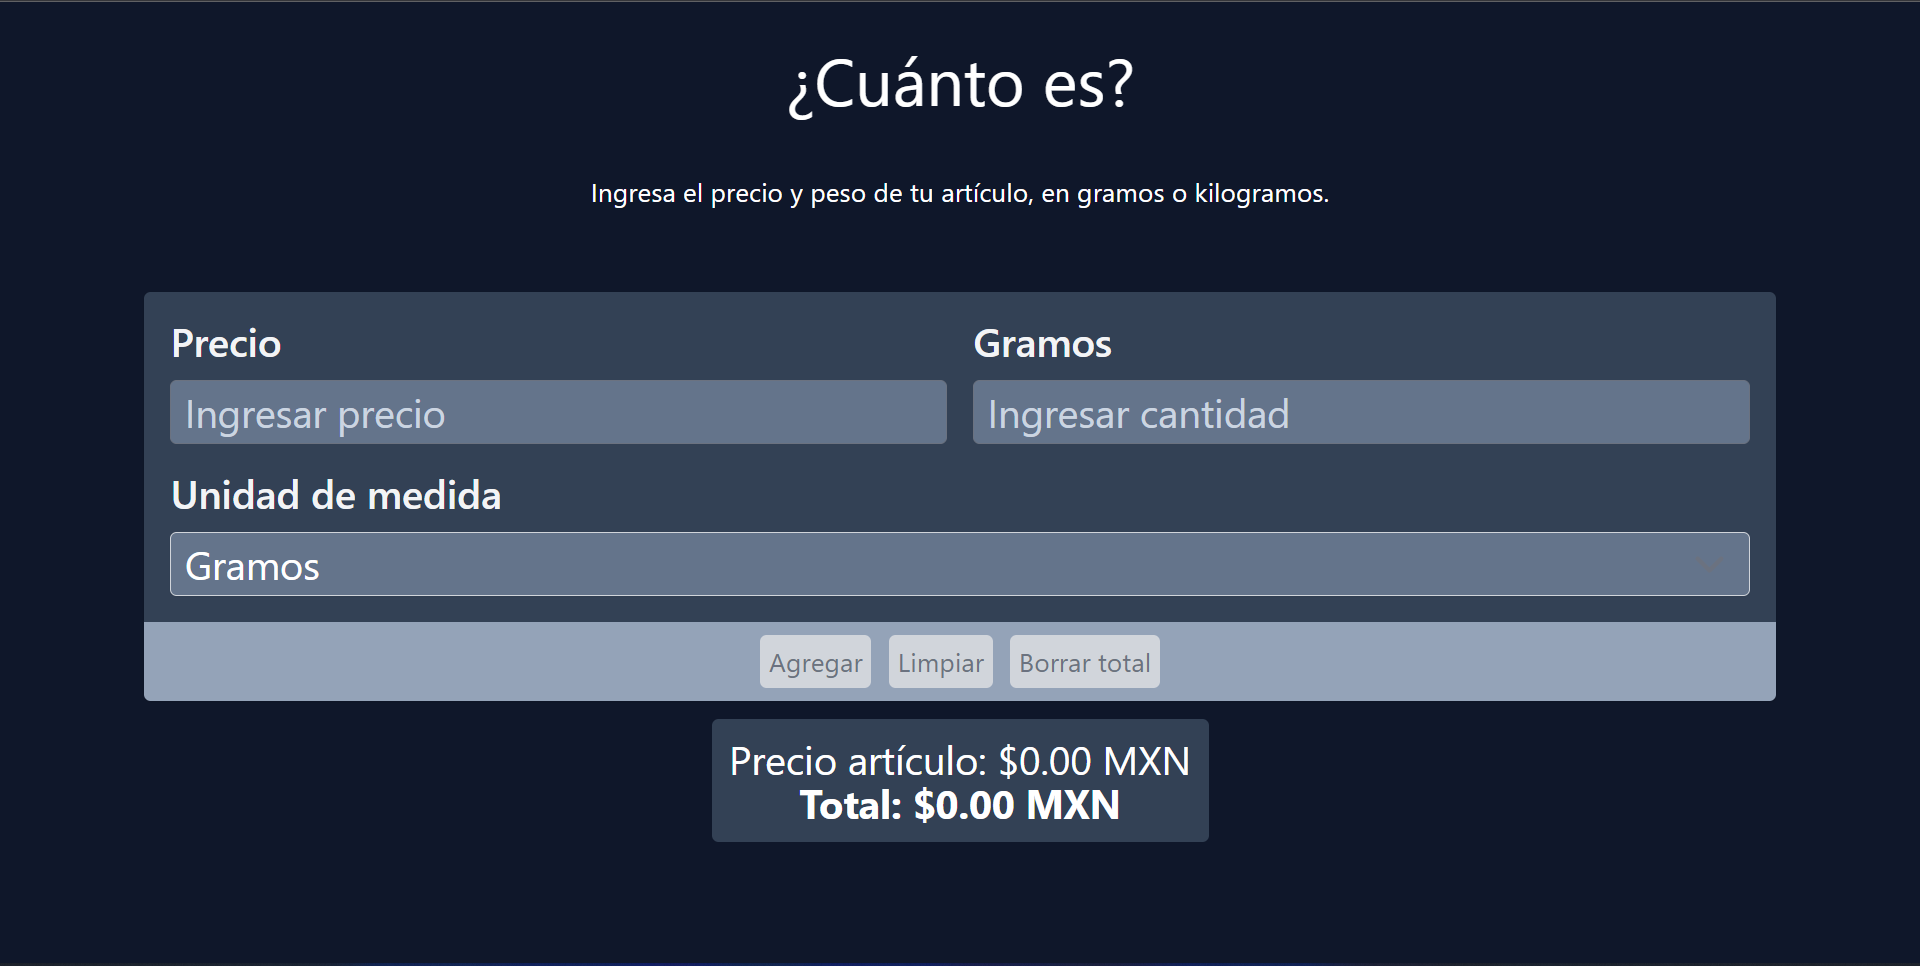 ¿Cuánto es?
Ingresa el precio y peso de tu artículo, en gramos o kilogramos.
Precio
Gramos
Ingresar precio
Ingresar cantidad
Unidad de medida
Gramos
Agregar
Limpiar
Borrar total
Precio artículo: $0.00 MXN
Total: $0.00 MXN